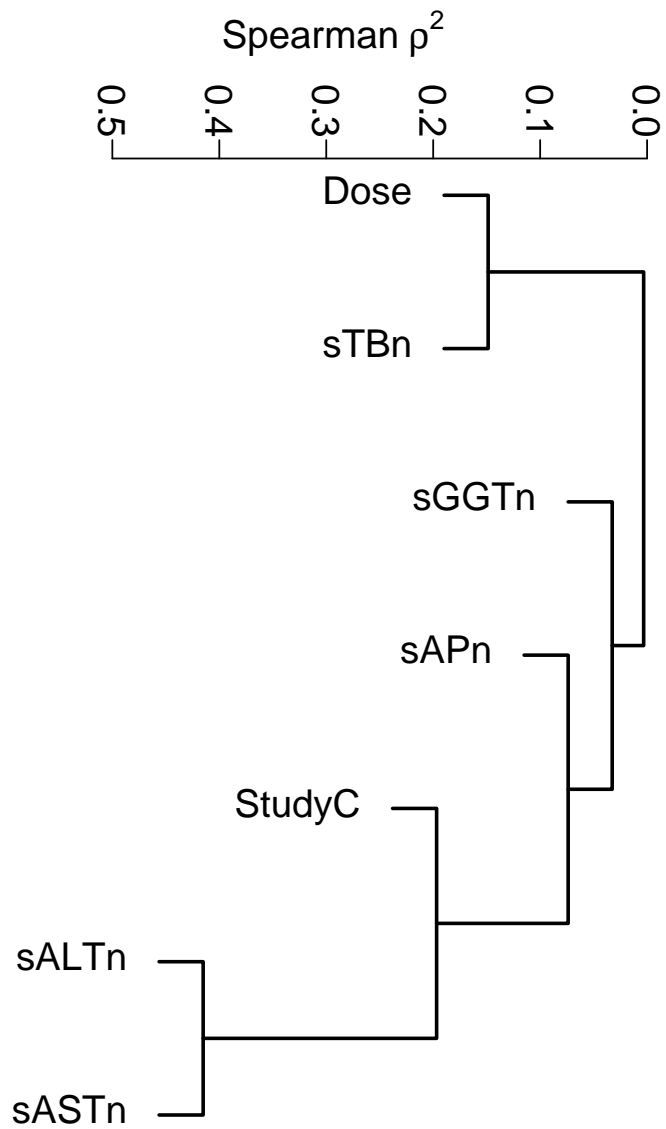 Spearman ρ²
0.5 0.4 0.3 0.2 0.1 0.0
Dose
sTBn
sGGTn
sAPn
StudyC
sALTn
sASTn